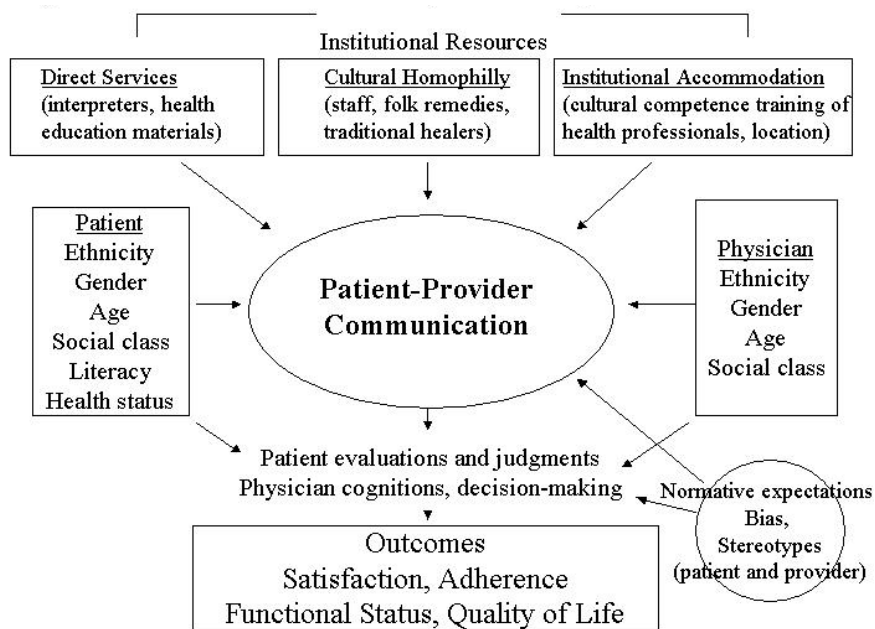 Institutional Resources
Direct Services
(interpreters, health
education materials)
Cultural Homophilly
(staff, folk remedies,
traditional healers)
Institutional Accommodation
(cultural competence training of
health professionals, location)
Patient
Ethnicity
Gender
Age
Social class
Literacy
Health status
Patient-Provider
Communication
Physician
Ethnicity
Gender
Age
Social class
Patient evaluations and judgments
Physician cognitions, decision-making
Normative expectations
Bias,
Stereotypes
(patient and provider)
Outcomes
Satisfaction, Adherence
Functional Status, Quality of Life